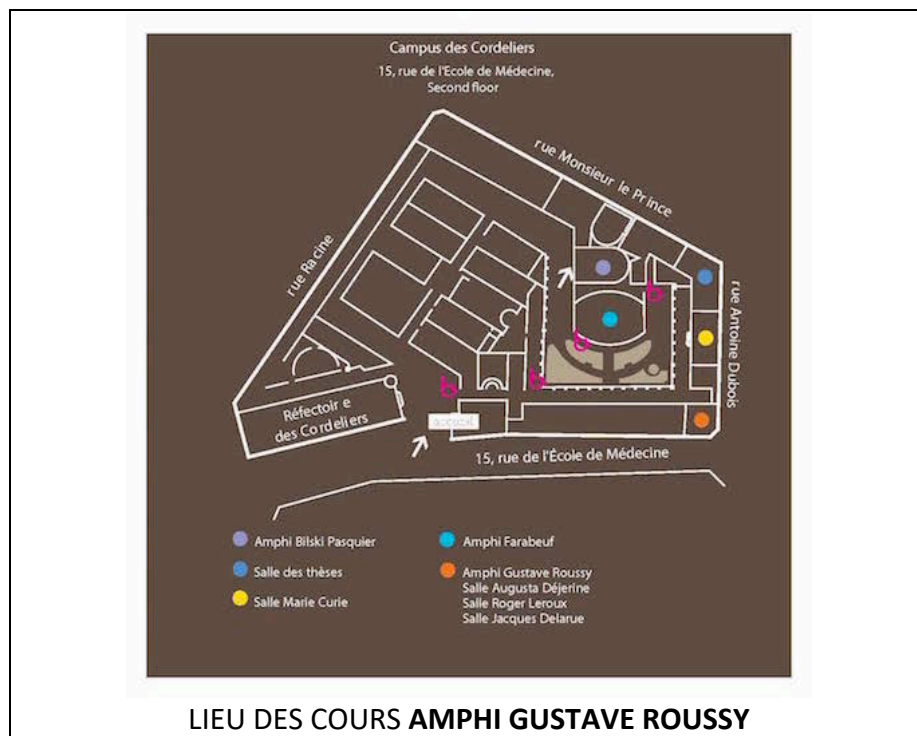 Campus des Cordeliers
15, rue de l'Ecole de Médecine,
Second floor
rue Monsieur le Prince
rue Racine
rue Antoine Dubois
Réfectoir e
des Cordeliers
accueil
15, rue de l'École de Médecine
Amphi Bilski Pasquier
Salle des thèses
Salle Marie Curie
Amphi Farabeuf
Amphi Gustave Roussy
Salle Augusta Déjerine
Salle Roger Leroux
Salle Jacques Delarue
LIEU DES COURS AMPHI GUSTAVE ROUSSY